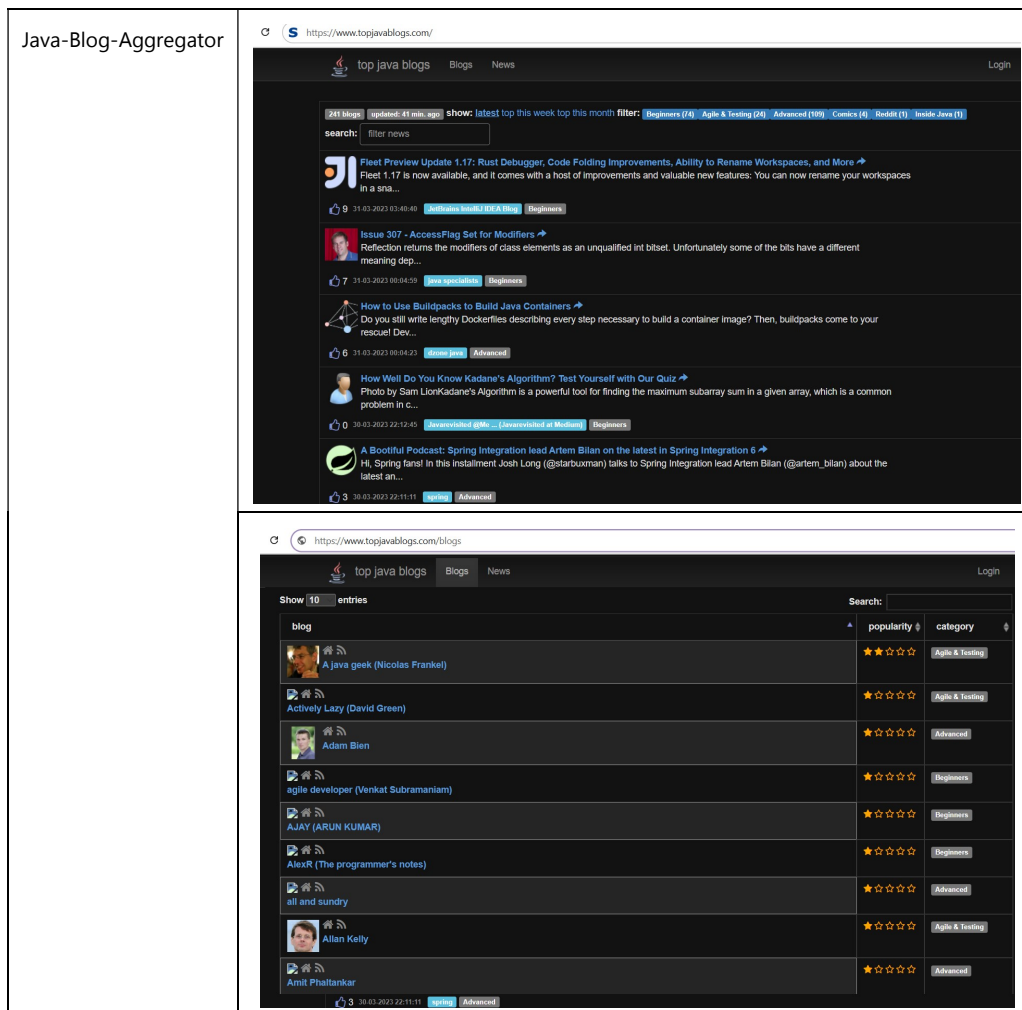 Java-Blog-Aggregator
https://www.topjavablogs.com/
top java blogs Blogs News Login
241 blogs updated: 41 min. ago show: latest top this week top this month filter: Beginners (74) Agile & Testing (24) Advanced (109) Comics (4) Reddit (1) Inside Java (1)
search: filter news
Fleet Preview Update 1.17: Rust Debugger, Code Folding Improvements, Ability to Rename Workspaces, and More
Fleet 1.17 is now available, and it comes with a host of improvements and valuable new features: You can now rename your workspaces
in a sna...
9 31-03-2023 03:40:40 JetBrains IntelliJ IDEA Blog Beginners
Issue 307 - AccessFlag Set for Modifiers
Reflection returns the modifiers of class elements as an unqualified int bitset. Unfortunately some of the bits have a different
meaning dep...
7 31-03-2023 00:04:59 java specialists Beginners
How to Use Buildpacks to Build Java Containers
Do you still write lengthy Dockerfiles describing every step necessary to build a container image? Then, buildpacks come to your
rescue! Dev...
6 31-03-2023 00:04:23 dzone java Advanced
How Well Do You Know Kadane's Algorithm? Test Yourself with Our Quiz
Photo by Sam LionKadane's Algorithm is a powerful tool for finding the maximum subarray sum in a given array, which is a common
problem in c...
0 30-03-2023 22:12:45 Javarevisited @Me ... (Javarevisited at Medium) Beginners
A Bootiful Podcast: Spring Integration lead Artem Bilan on the latest in Spring Integration 6
Hi, Spring fans! In this installment Josh Long (@starbuxman) talks to Spring Integration lead Artem Bilan (@artem_bilan) about the
latest an...
3 30-03-2023 22:11:11 spring Advanced
https://www.topjavablogs.com/blogs
top java blogs Blogs News Login
Show 10 entries Search:
blog popularity category
A java geek (Nicolas Frankel) Agile & Testing
Actively Lazy (David Green) Agile & Testing
Adam Bien Advanced
agile developer (Venkat Subramaniam) Beginners
AJAY (ARUN KUMAR) Beginners
AlexR (The programmer's notes) Beginners
all and sundry Advanced
Allan Kelly Agile & Testing
Amit Phaltankar Advanced
3 30-03-2023 22:11:11 spring Advanced